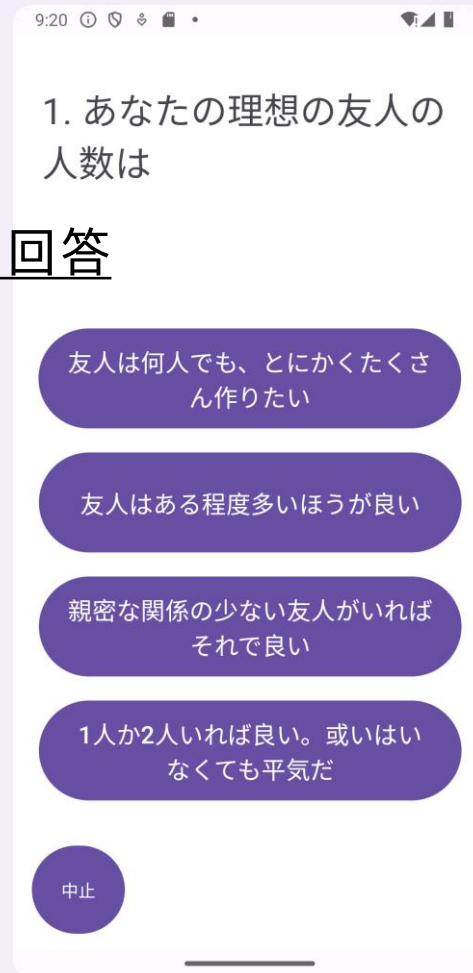 9:20
1. あなたの理想の友人の
人数は
回答
友人は何人でも、とにかくたくさ
ん作りたい
友人はある程度多いほうが良い
親密な関係の少ない友人がいれば
それで良い
1人か2人いれば良い。或いはい
なくても平気だ
中止